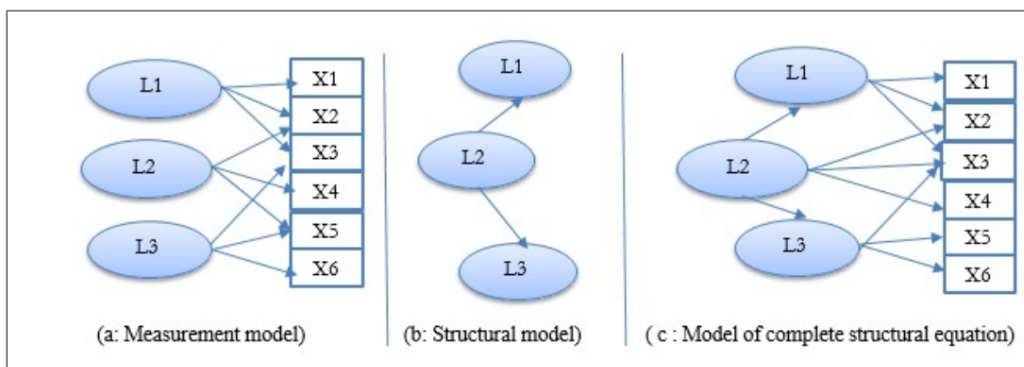 L1
L2
L3
X1
X2
X3
X4
X5
X6
(a: Measurement model)
L1
L2
L3
(b: Structural model)
L1
L2
L3
X1
X2
X3
X4
X5
X6
( c : Model of complete structural equation)